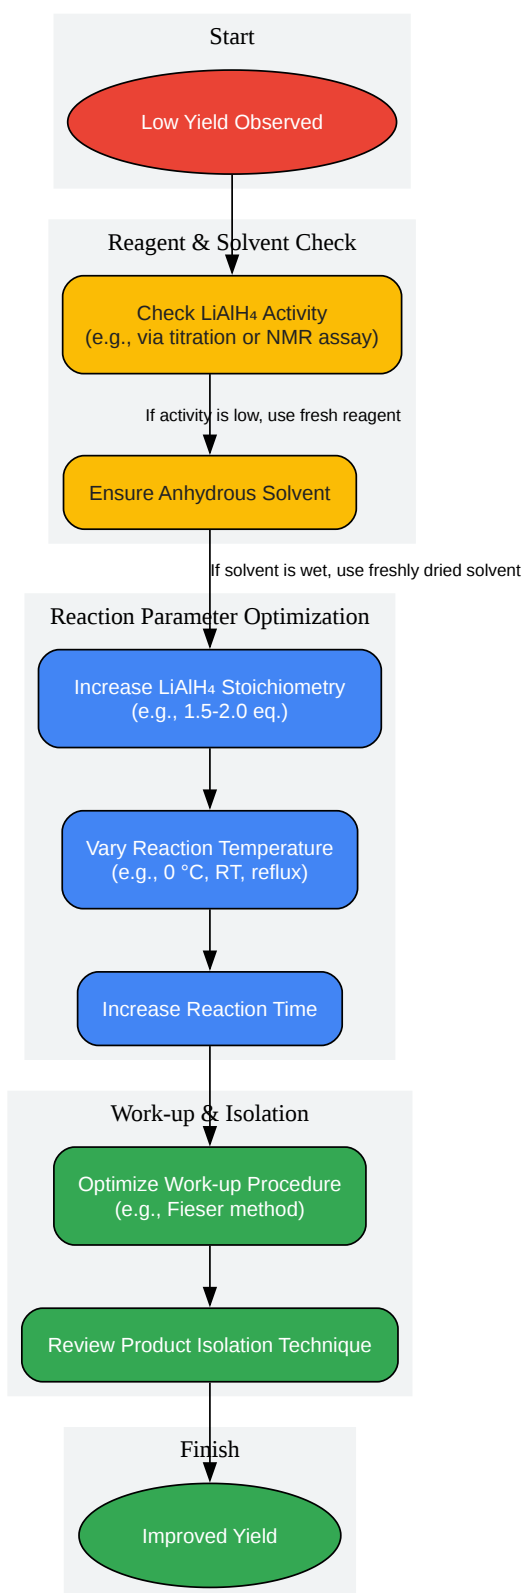 Start
Low Yield Observed
Reagent & Solvent Check
Check LiAlH₄ Activity
(e.g., via titration or NMR assay)
If activity is low, use fresh reagent
Ensure Anhydrous Solvent
If solvent is wet, use freshly dried solvent
Reaction Parameter Optimization
Increase LiAlH₄ Stoichiometry
(e.g., 1.5-2.0 eq.)
Vary Reaction Temperature
(e.g., 0 °C, RT, reflux)
Increase Reaction Time
Work-up & Isolation
Optimize Work-up Procedure
(e.g., Fieser method)
Review Product Isolation Technique
Finish
Improved Yield